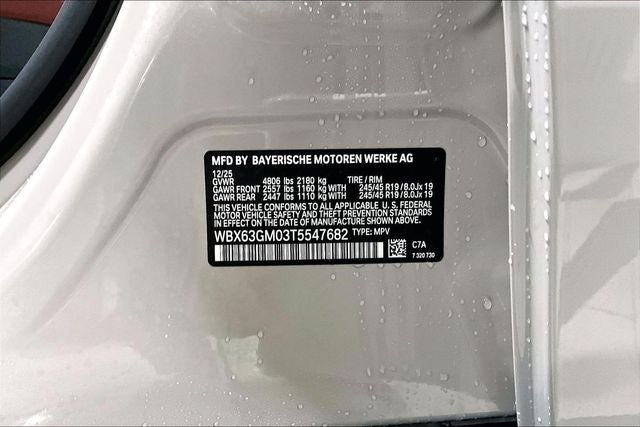 MFD BY BAYERISCHE MOTOREN WERKE AG
12/25
GVWR 4806 lbs 2180 kg TIRE / RIM
GAWR FRONT 2557 lbs 1160 kg WITH 245/45 R19 / 8.0Jx 19
GAWR REAR 2447 lbs 1110 kg WITH 245/45 R19 / 8.0Jx 19
THIS VEHICLE CONFORMS TO ALL APPLICABLE U. S. FEDERAL
MOTOR VEHICLE SAFETY AND THEFT PREVENTION STANDARDS
IN EFFECT ON THE DATE OF MANUFACTURE SHOWN ABOVE.
WBX63GM03T5547682 TYPE: MPV
C7A
7 320 730